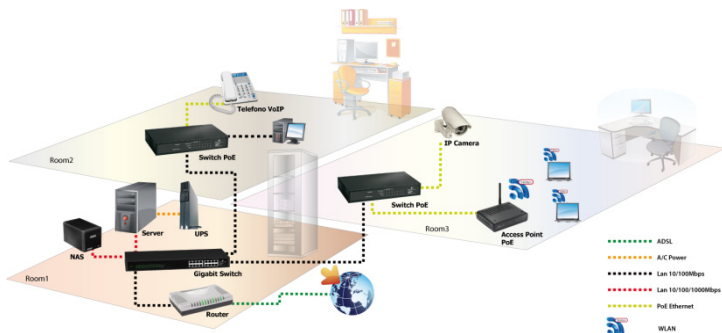 Telefono VoIP
Switch PoE
Room2
IP Camera
Switch PoE
Access Point
PoE
Room3
Server
UPS
NAS
Gigabit Switch
Room1
Router
ADSL
A/C Power
Lan 10/100Mbps
Lan 10/100/1000Mbps
PoE Ethernet
WLAN